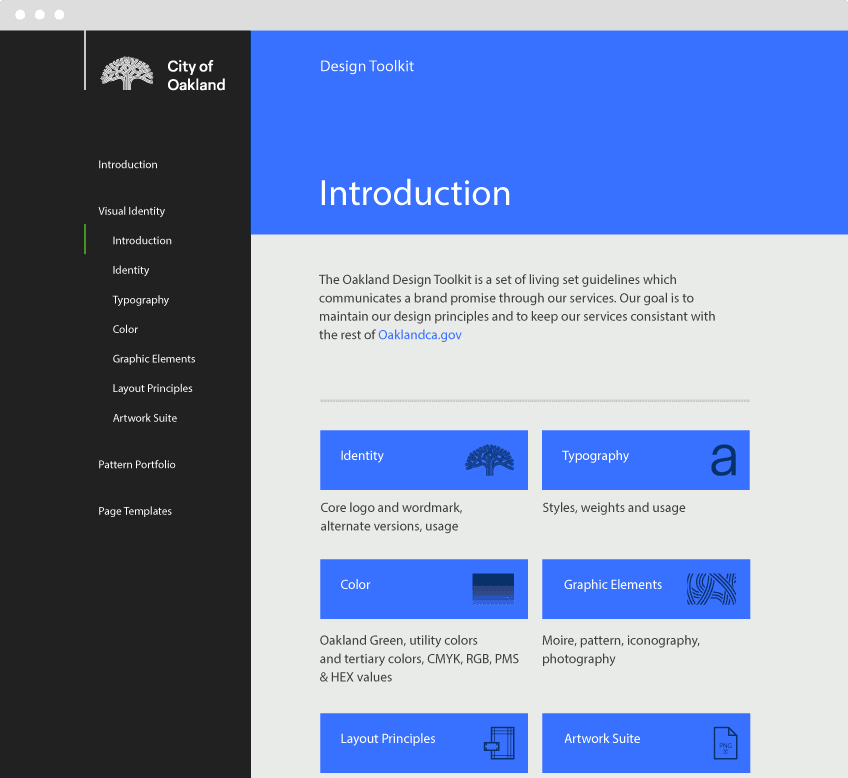 City of
Oakland
Introduction
Visual Identity
Introduction
Identity
Typography
Color
Graphic Elements
Layout Principles
Artwork Suite
Pattern Portfolio
Page Templates
Design Toolkit
Introduction
The Oakland Design Toolkit is a set of living set guidelines which
communicates a brand promise through our services. Our goal is to
maintain our design principles and to keep our services consistant with
the rest of Oaklandca.gov
Identity
Core logo and wordmark,
alternate versions, usage
Typography
a
Styles, weights and usage
Color
Oakland Green, utility colors
and tertiary colors, CMYK, RGB, PMS
& HEX values
Graphic Elements
Moire, pattern, iconography,
photography
Layout Principles
Artwork Suite
PNG